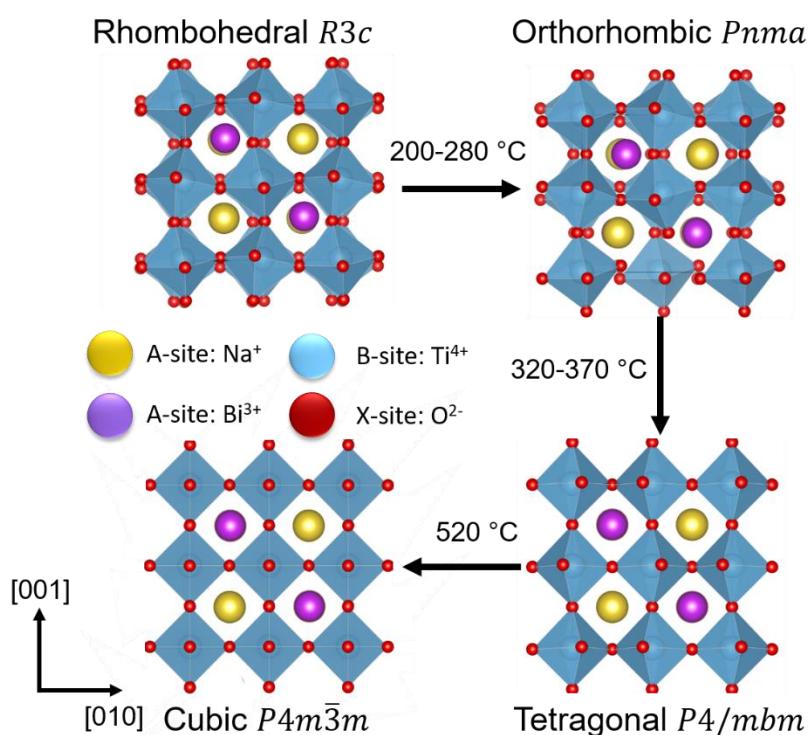 Rhombohedral R3c
Orthorhombic Pnma
200-280 °C
A-site: Na⁺
B-site: Ti⁴⁺
A-site: Bi³⁺
X-site: O²⁻
320-370 °C
520 °C
[001]
[010]
Cubic P4m3̅m
Tetragonal P4/mbm